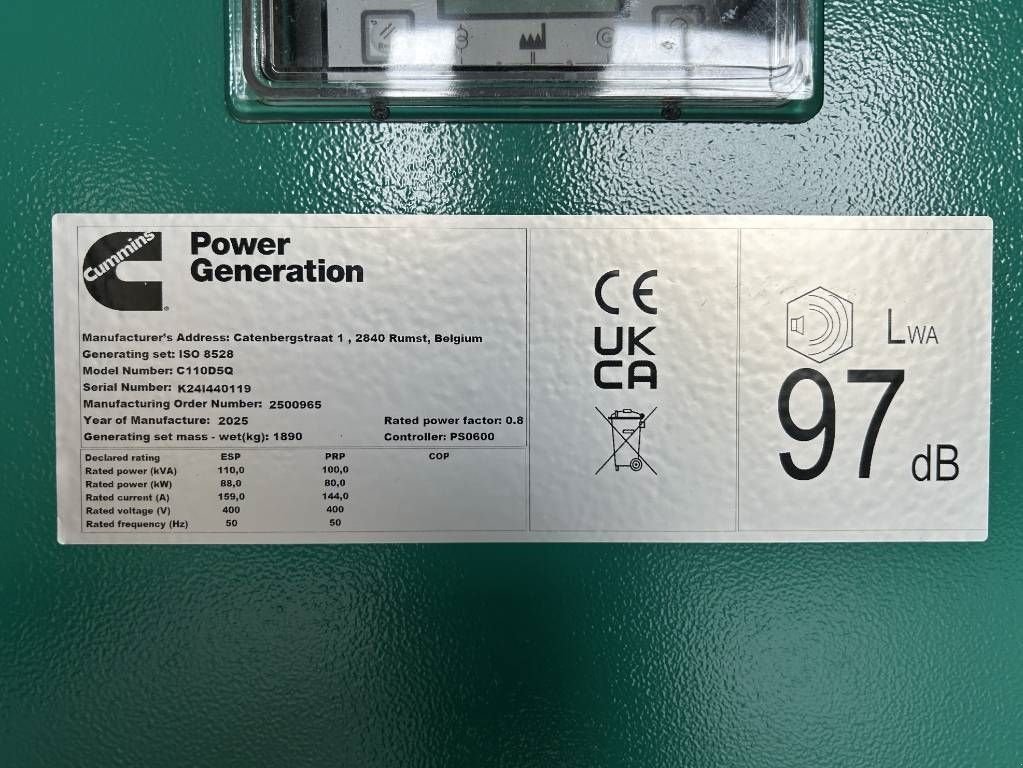 Cummins
Power
Generation
Manufacturer's Address: Catenbergstraat 1 , 2840 Rumst, Belgium
Generating set: ISO 8528
Model Number: C110D5Q
Serial Number: K24I440119
Manufacturing Order Number: 2500965
Year of Manufacture: 2025 Rated power factor: 0.8
Generating set mass - wet(kg): 1890 Controller: PS0600
Declared rating ESP PRP COP
Rated power (kVA) 110,0 100,0
Rated power (kW) 88,0 80,0
Rated current (A) 159,0 144,0
Rated voltage (V) 400 400
Rated frequency (Hz) 50 50
CE
UK
CA
LWA
97 dB